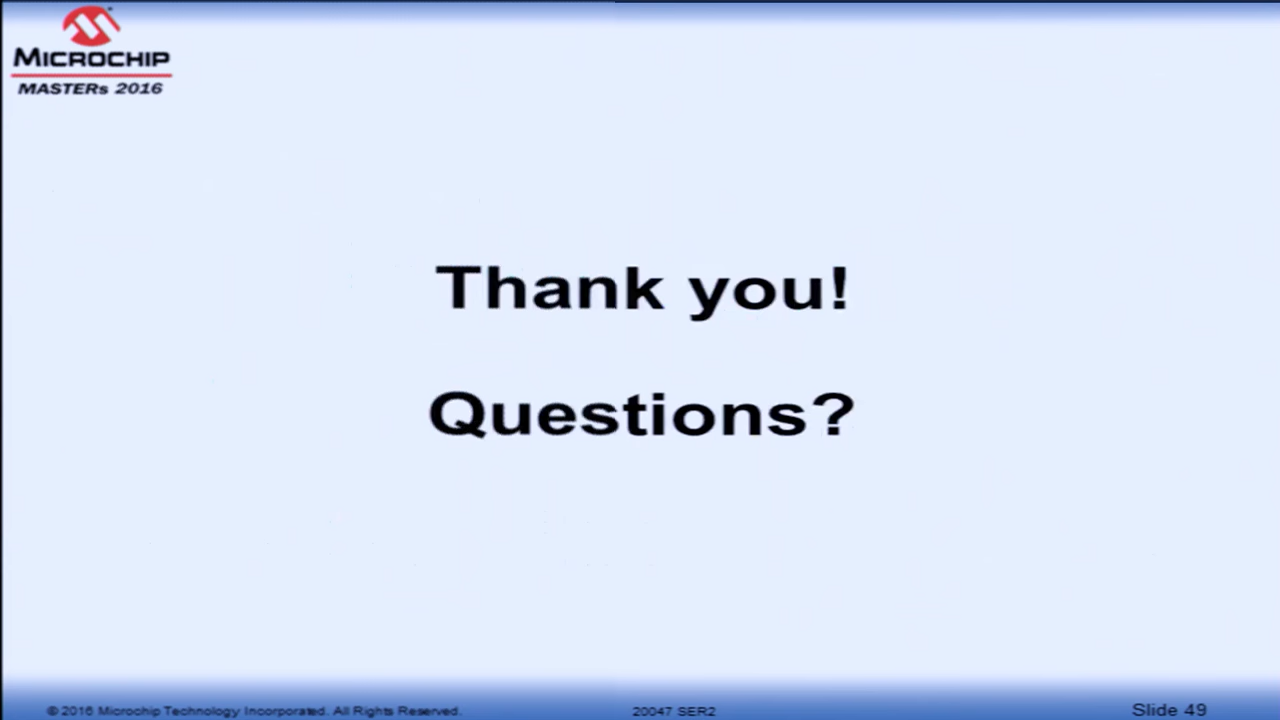 MICROCHIP
MASTERs 2016
Thank you!
Questions?
© 2016 Microchip Technology Incorporated. All Rights Reserved.
20047 SER2
Slide 49